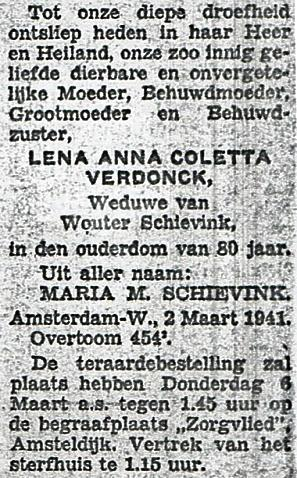 Tot onze diepe droefheid
ontsliep heden in haar Heer
en Heiland, onze zoo innig ge-
liefde dierbare en onvergete-
lijke Moeder, Behuwdmoeder,
Grootmoeder en Behuwd-
zuster,
LENA ANNA COLETTA
VERDONCK,
Weduwe van
Wouter Schievink,
in den ouderdom van 80 jaar.
Uit aller naam:
MARIA M. SCHIEVINK.
Amsterdam-W., 2 Maart 1941.
Overtoom 454'.
De teraardebestelling zal
plaats hebben Donderdag 6
Maart a.s. tegen 1.45 uur op
de begraafplaats „Zorgvlied",
Amsteldijk. Vertrek van het
sterfhuis te 1.15 uur.